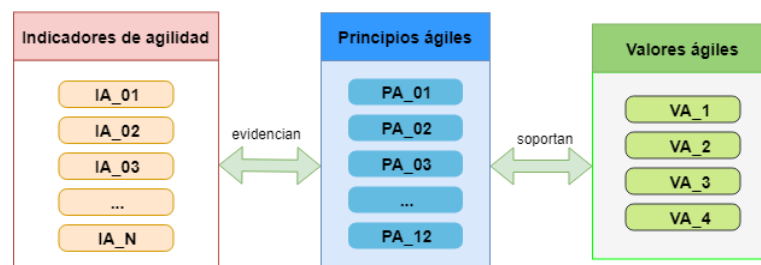 Indicadores de agilidad
IA_01
IA_02
IA_03
...
IA_N
evidencian
Principios ágiles
PA_01
PA_02
PA_03
...
PA_12
soportan
Valores ágiles
VA_1
VA_2
VA_3
VA_4